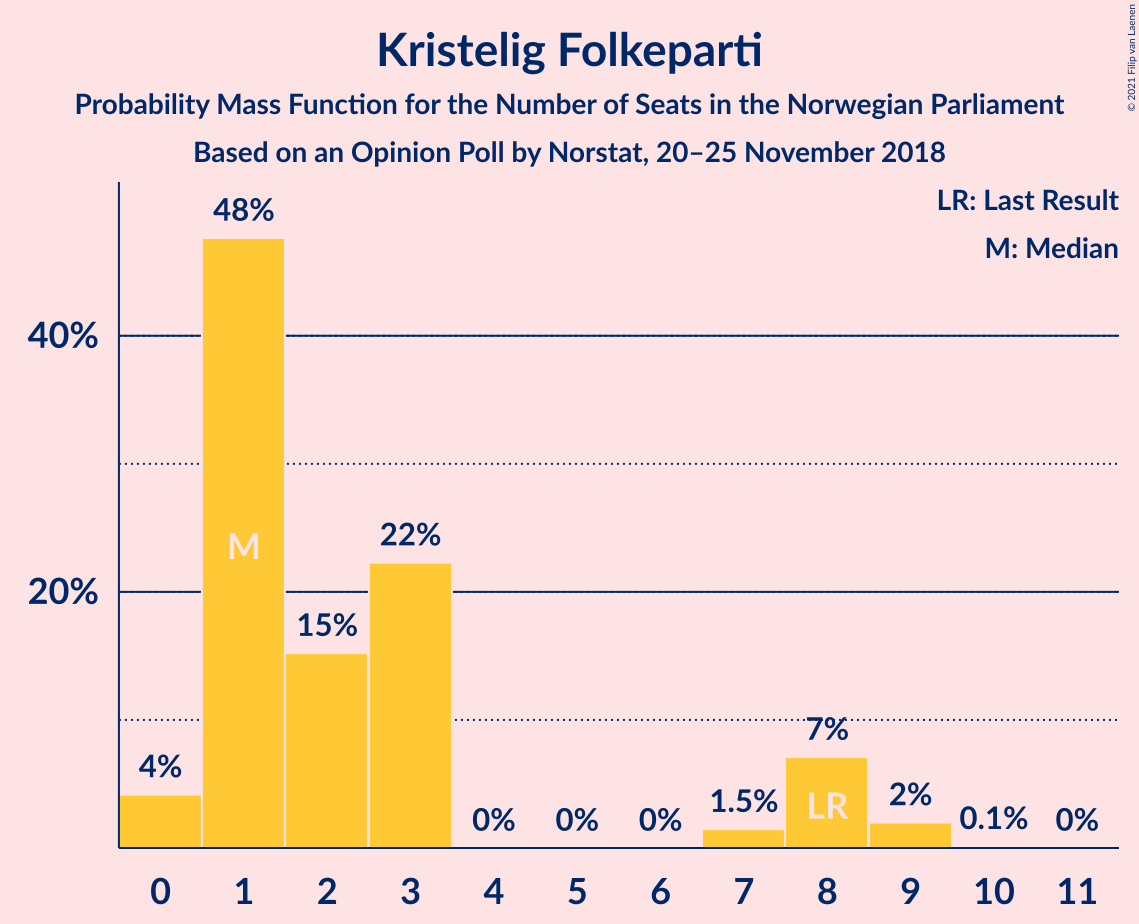 Kristelig Folkeparti
Probability Mass Function for the Number of Seats in the Norwegian Parliament
Based on an Opinion Poll by Norstat, 20–25 November 2018
© 2021 Filip van Laenen
LR: Last Result
M: Median
48%
40%
M
22%
20%
15%
7%
4%
1.5%
LR
2%
0%
0%
0%
0.1%
0%
0 1 2 3 4 5 6 7 8 9 10 11